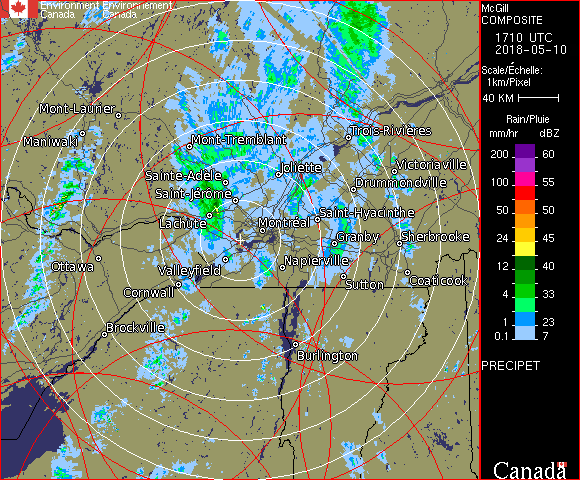 Environment Environnement
Canada Canada
McGill
COMPOSITE
1710 UTC
2018-05-10
Scale/Échelle:
1km/Pixel
40 KM
Rain/Pluie
mm/hr dBZ
200 60
100 55
50 50
24 45
12 40
4 33
1 23
0.1 7
PRECIPET
Canada
Mont-Laurier
Maniwaki
Mont-Tremblant
Trois-Rivières
Joliette
Victoriaville
Sainte-Adèle
Drummondville
Saint-Jérôme
Saint-Hyacinthe
Lachute
Montréal
Granby
Sherbrooke
Ottawa
Napierville
Valleyfield
Coaticook
Sutton
Cornwall
Brockville
Burlington